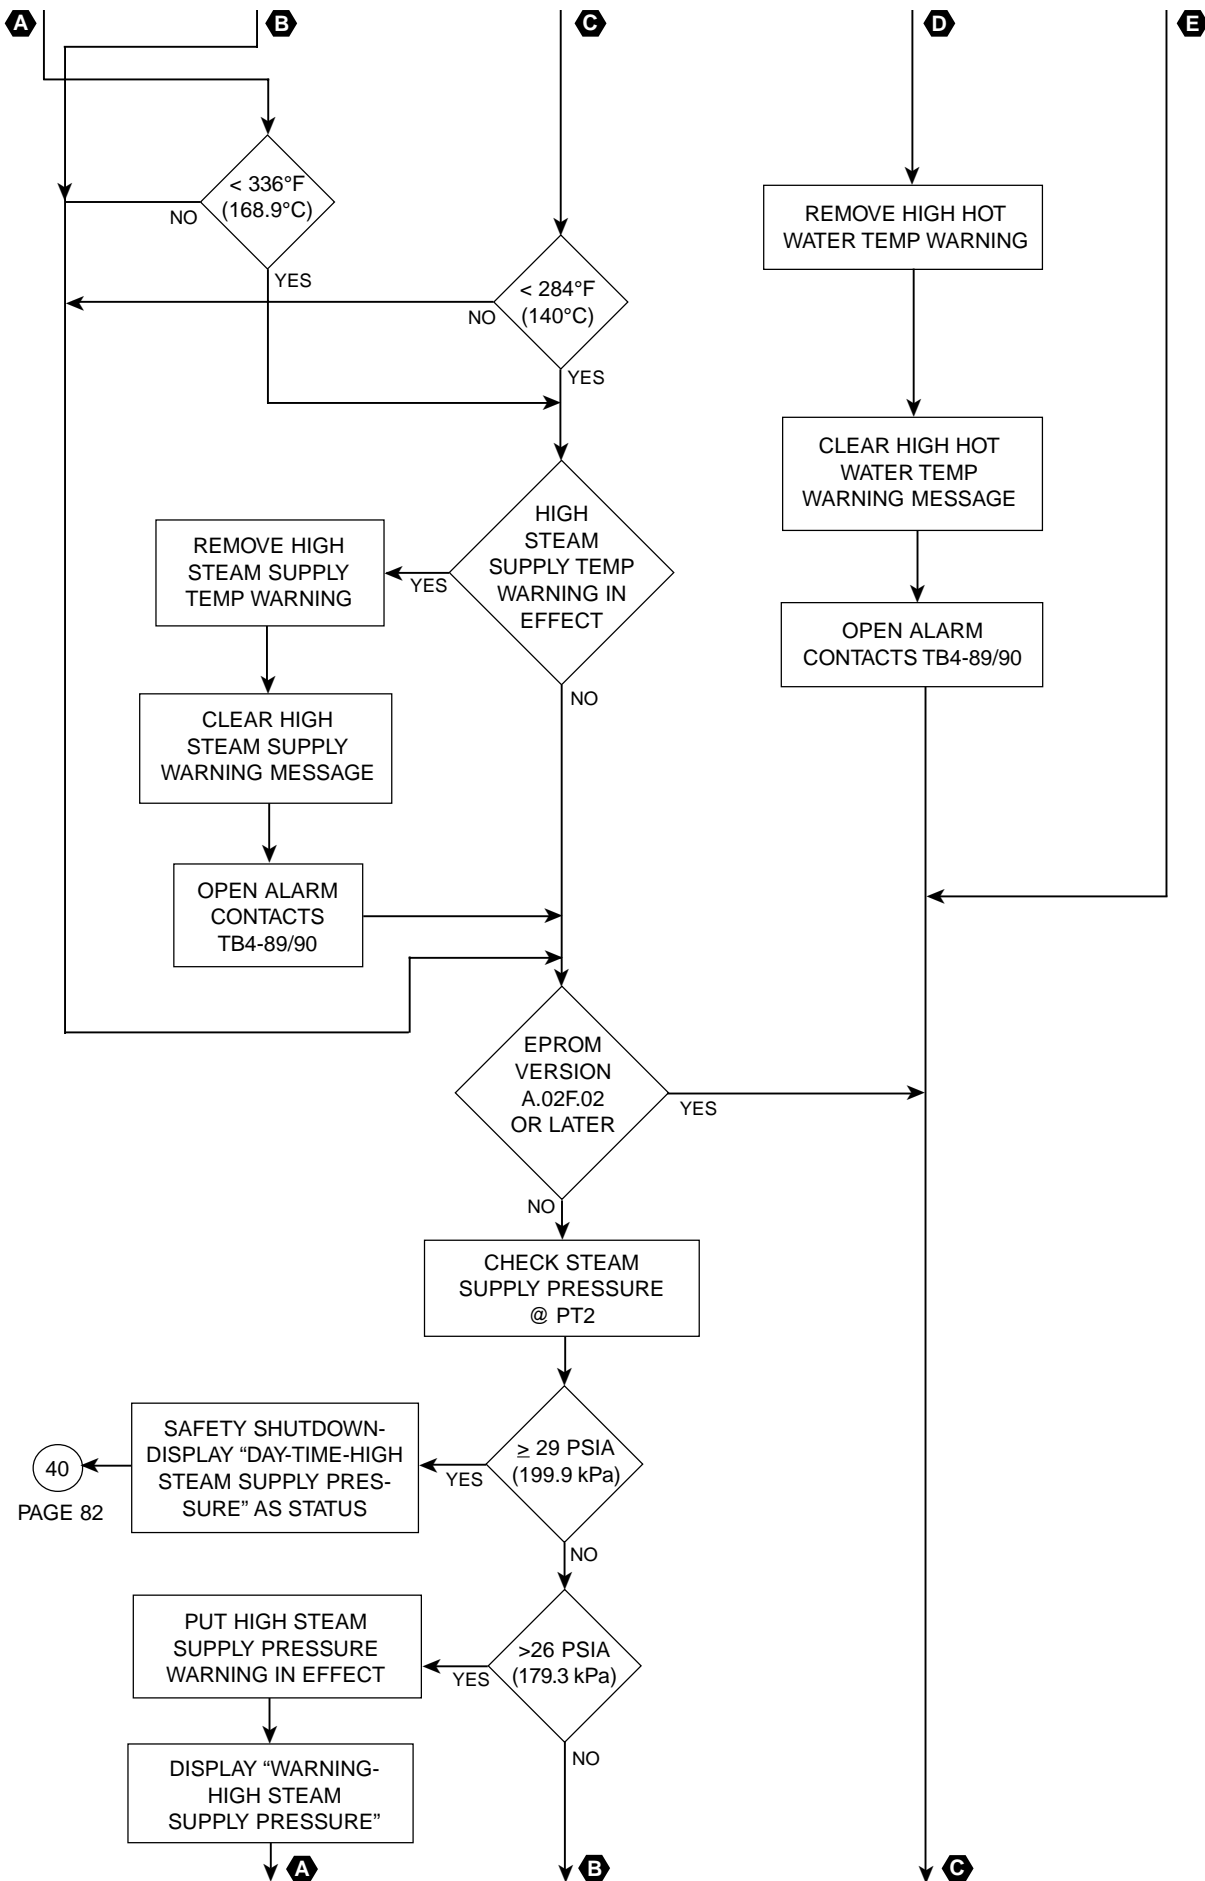 A
B
C
D
E
< 336°F
(168.9°C)
NO
YES
< 284°F
(140°C)
NO
YES
REMOVE HIGH HOT
WATER TEMP WARNING
CLEAR HIGH HOT
WATER TEMP
WARNING MESSAGE
OPEN ALARM
CONTACTS TB4-89/90
HIGH
STEAM
SUPPLY TEMP
WARNING IN
EFFECT
YES
NO
REMOVE HIGH
STEAM SUPPLY
TEMP WARNING
CLEAR HIGH
STEAM SUPPLY
WARNING MESSAGE
OPEN ALARM
CONTACTS
TB4-89/90
EPROM
VERSION
A.02F.02
OR LATER
YES
NO
CHECK STEAM
SUPPLY PRESSURE
@ PT2
≥ 29 PSIA
(199.9 kPa)
YES
NO
SAFETY SHUTDOWN-
DISPLAY “DAY-TIME-HIGH
STEAM SUPPLY PRES-
SURE” AS STATUS
40
PAGE 82
>26 PSIA
(179.3 kPa)
YES
NO
PUT HIGH STEAM
SUPPLY PRESSURE
WARNING IN EFFECT
DISPLAY “WARNING-
HIGH STEAM
SUPPLY PRESSURE”
A
B
C